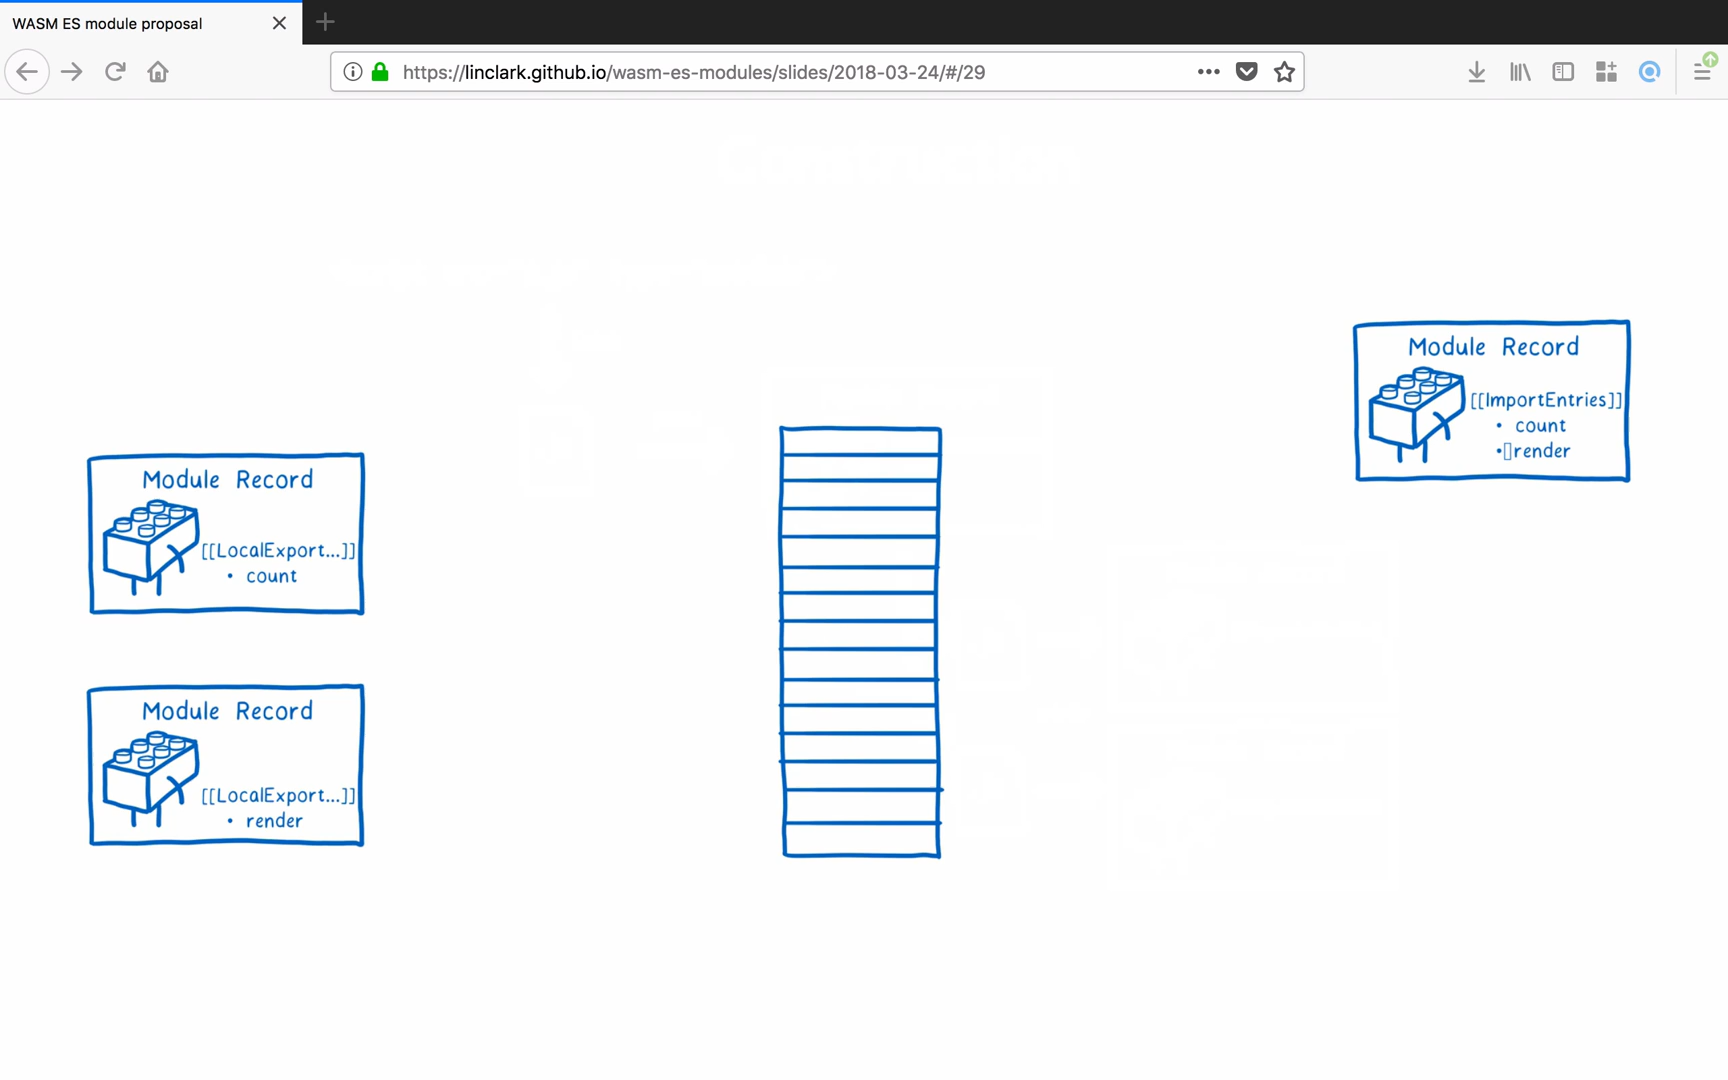 WASM ES module proposal
https://linclark.github.io/wasm-es-modules/slides/2018-03-24/#/29
Module Record
[[ImportEntries]]
• count
•▯render
Module Record
[[LocalExport...]]
• count
Module Record
[[LocalExport...]]
• render